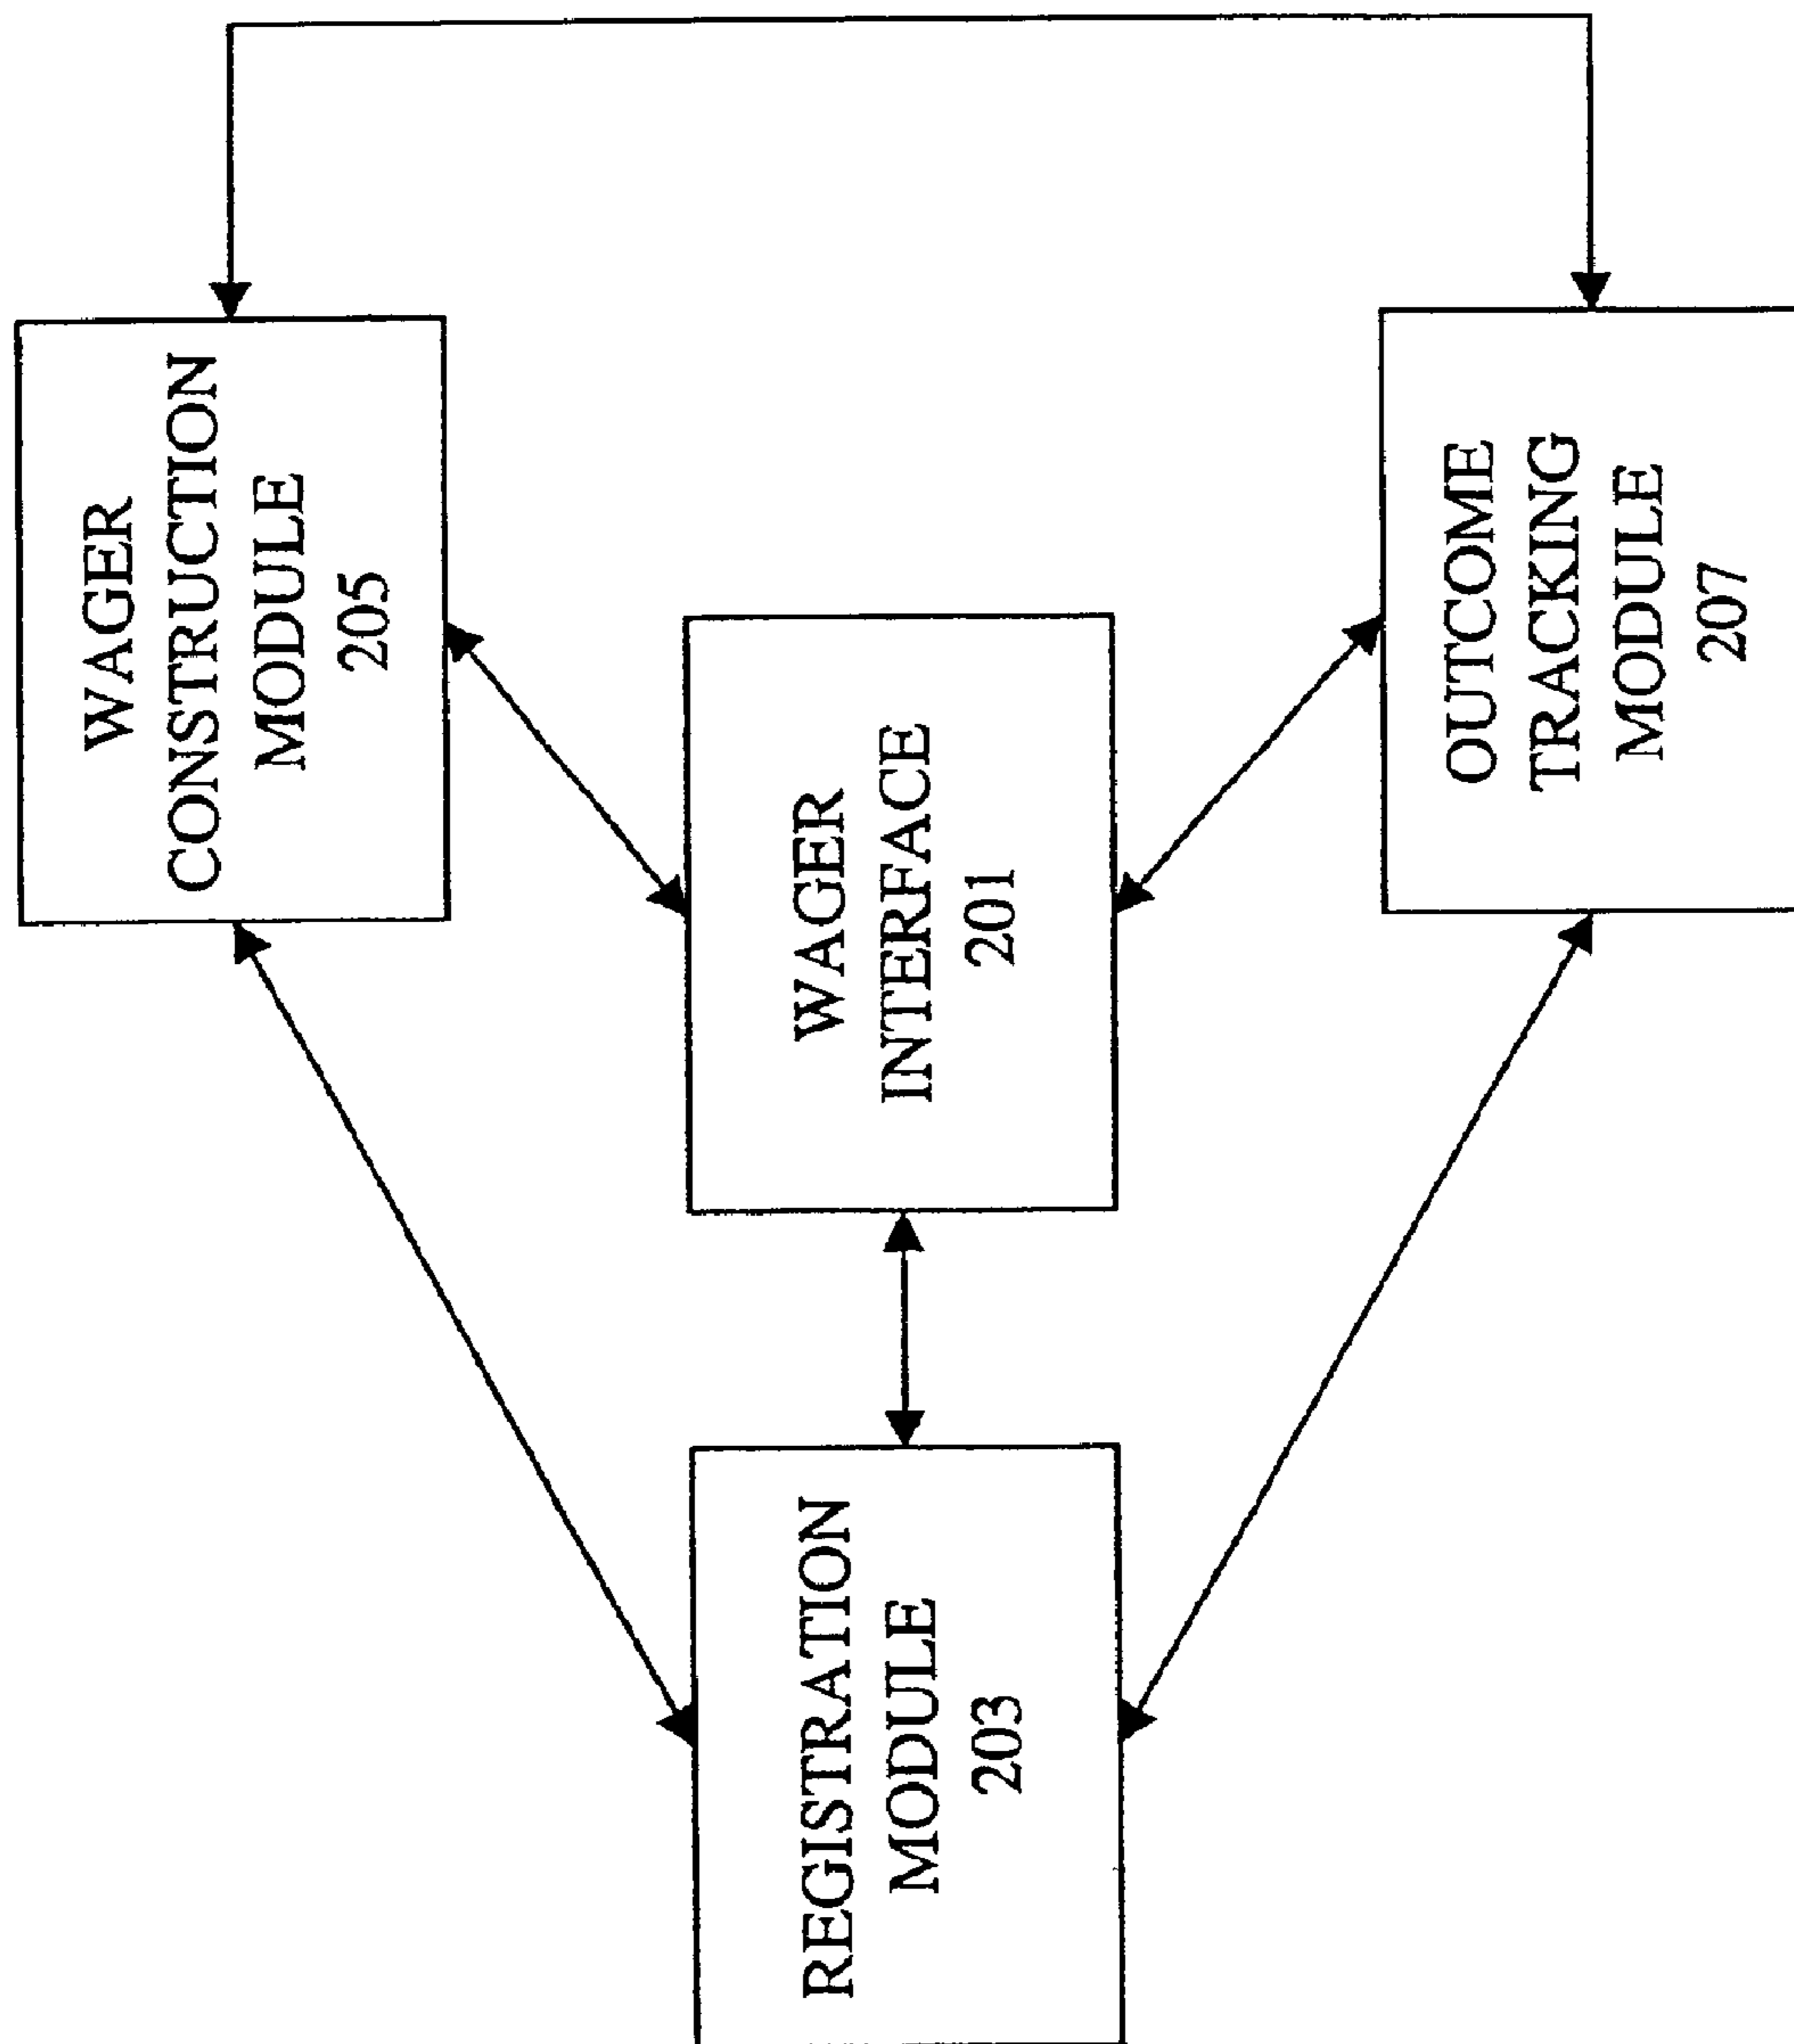 WAGER
CONSTRUCTION
MODULE
205
WAGER
INTERFACE
201
REGISTRATION
MODULE
203
OUTCOME
TRACKING
MODULE
207